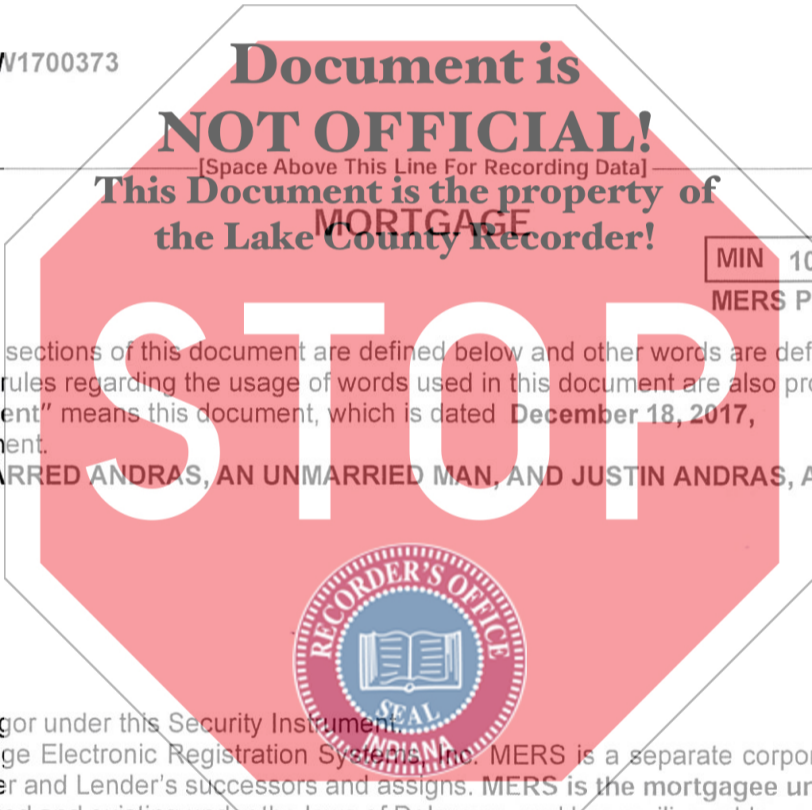 V1700373
Document is
NOT OFFICIAL!
[Space Above This Line For Recording Data]
This Document is the property of
MORTGAGE
the Lake County Recorder!
MIN 10
MERS P
sections of this document are defined below and other words are def
rules regarding the usage of words used in this document are also pro
ent" means this document, which is dated December 18, 2017,
ent.
RRED ANDRAS, AN UNMARRIED MAN, AND JUSTIN ANDRAS, A
STOP
RECORDER'S OFFICE
SEAL
INDIANA
gor under this Security Instrument.
ge Electronic Registration Systems, Inc. MERS is a separate corpor
er and Lender's successors and assigns. MERS is the mortgagee un